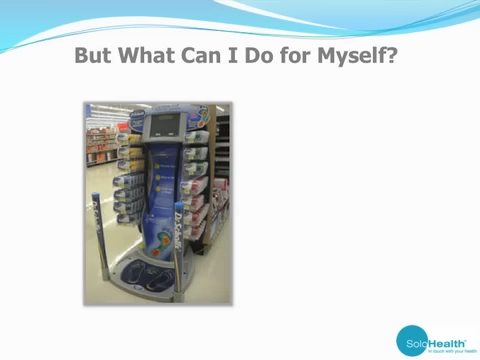 But What Can I Do for Myself?
Dr. Scholl's
SoloHealth®
In touch with your health